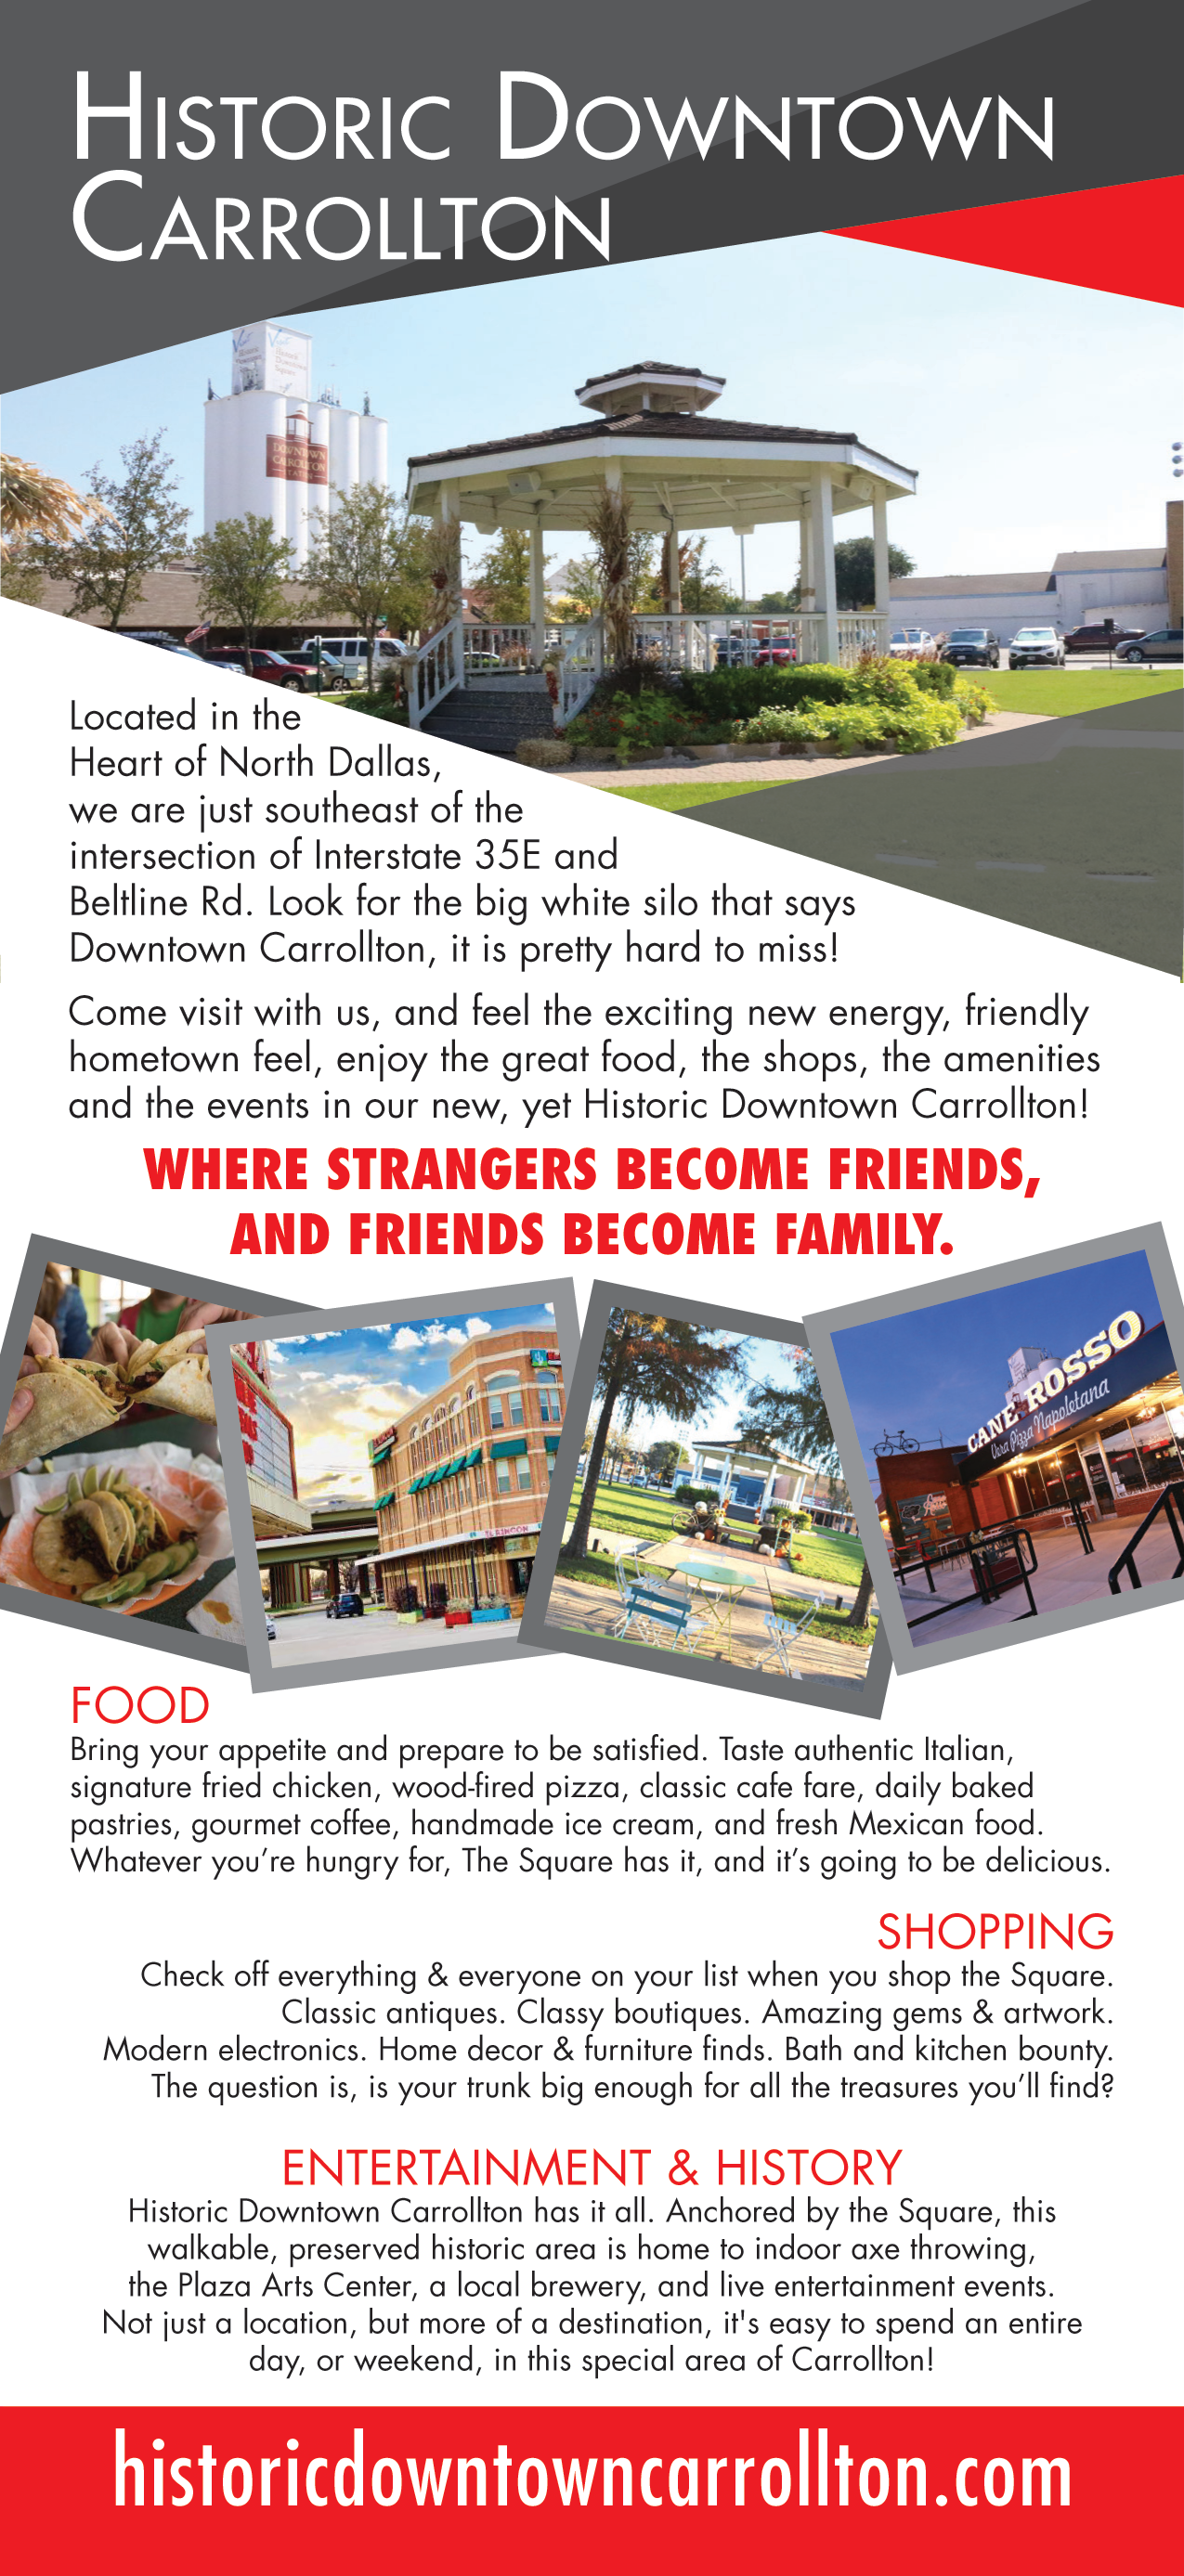 Historic Downtown
Carrollton
DOWNTOWN
CARROLLTON
Located in the
Heart of North Dallas,
we are just southeast of the
intersection of Interstate 35E and
Beltline Rd. Look for the big white silo that says
Downtown Carrollton, it is pretty hard to miss!
Come visit with us, and feel the exciting new energy, friendly
hometown feel, enjoy the great food, the shops, the amenities
and the events in our new, yet Historic Downtown Carrollton!
WHERE STRANGERS BECOME FRIENDS,
AND FRIENDS BECOME FAMILY.
EL RINCON
CANE ROSSO
Vera Pizza Napoletana
FOOD
Bring your appetite and prepare to be satisfied. Taste authentic Italian,
signature fried chicken, wood-fired pizza, classic cafe fare, daily baked
pastries, gourmet coffee, handmade ice cream, and fresh Mexican food.
Whatever you’re hungry for, The Square has it, and it’s going to be delicious.
SHOPPING
Check off everything & everyone on your list when you shop the Square.
Classic antiques. Classy boutiques. Amazing gems & artwork.
Modern electronics. Home decor & furniture finds. Bath and kitchen bounty.
The question is, is your trunk big enough for all the treasures you’ll find?
ENTERTAINMENT & HISTORY
Historic Downtown Carrollton has it all. Anchored by the Square, this
walkable, preserved historic area is home to indoor axe throwing,
the Plaza Arts Center, a local brewery, and live entertainment events.
Not just a location, but more of a destination, it's easy to spend an entire
day, or weekend, in this special area of Carrollton!
historicdowntowncarrollton.com